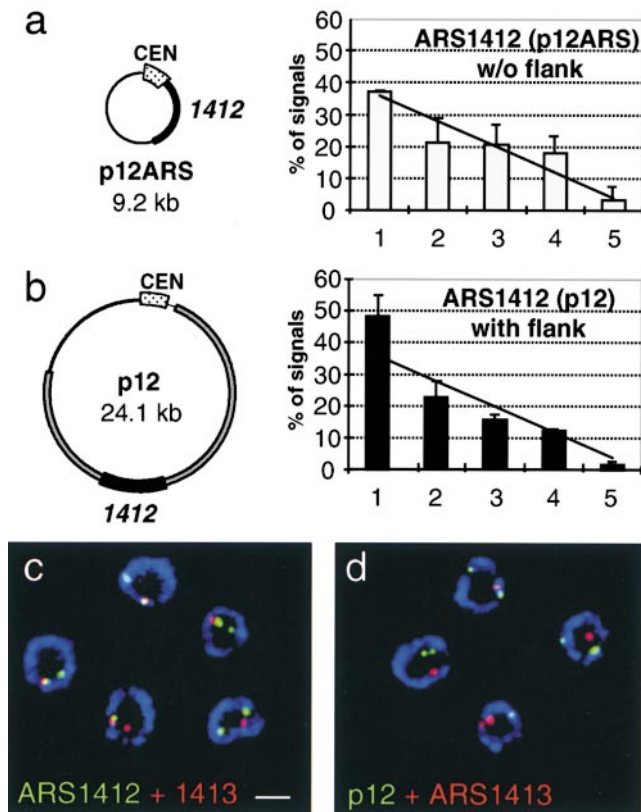 a
CEN
1412
p12ARS
9.2 kb
% of signals
60
50
40
30
20
10
0
ARS1412 (p12ARS)
w/o flank
1 2 3 4 5
b
CEN
p12
24.1 kb
1412
% of signals
60
50
40
30
20
10
0
ARS1412 (p12)
with flank
1 2 3 4 5
c
ARS1412 + 1413
d
p12 + ARS1413